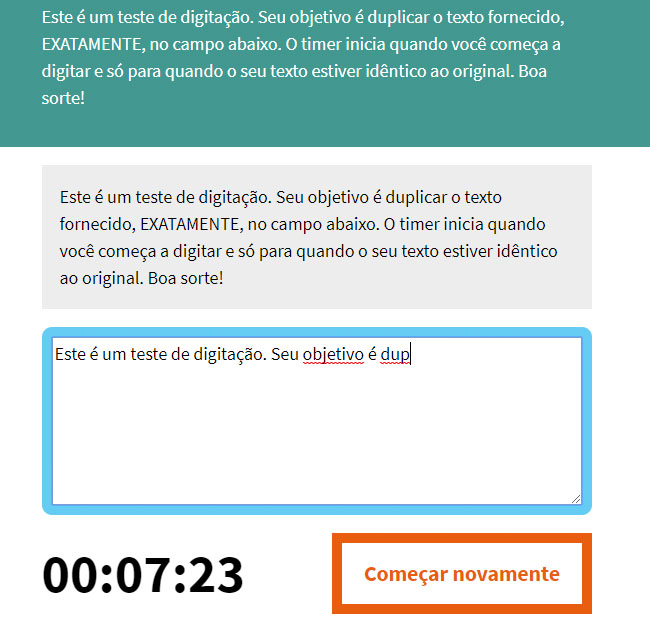 Este é um teste de digitação. Seu objetivo é duplicar o texto fornecido,
EXATAMENTE, no campo abaixo. O timer inicia quando você começa a
digitar e só para quando o seu texto estiver idêntico ao original. Boa
sorte!
Este é um teste de digitação. Seu objetivo é duplicar o texto
fornecido, EXATAMENTE, no campo abaixo. O timer inicia quando
você começa a digitar e só para quando o seu texto estiver idêntico
ao original. Boa sorte!
Este é um teste de digitação. Seu objetivo é dup
00:07:23
Começar novamente